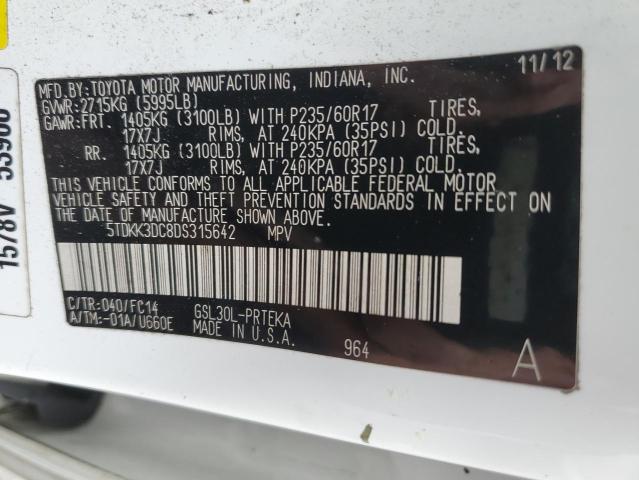 MFD.BY:TOYOTA MOTOR MANUFACTURING, INDIANA, INC. 11/12
GVWR:2715KG (5995LB)
GAWR:FRT. 1405KG (3100LB) WITH P235/60R17 TIRES,
17X7J RIMS, AT 240KPA (35PSI) COLD.
RR. 1405KG (3100LB) WITH P235/60R17 TIRES,
17X7J RIMS, AT 240KPA (35PSI) COLD.
THIS VEHICLE CONFORMS TO ALL APPLICABLE FEDERAL MOTOR
VEHICLE SAFETY AND THEFT PREVENTION STANDARDS IN EFFECT ON
THE DATE OF MANUFACTURE SHOWN ABOVE.
5TDKK3DC8DS315642 MPV
C/TR:040/FC14 GSL30L-PRTEKA
A/TM:-01A/U660E MADE IN U.S.A.
964 A
1578V